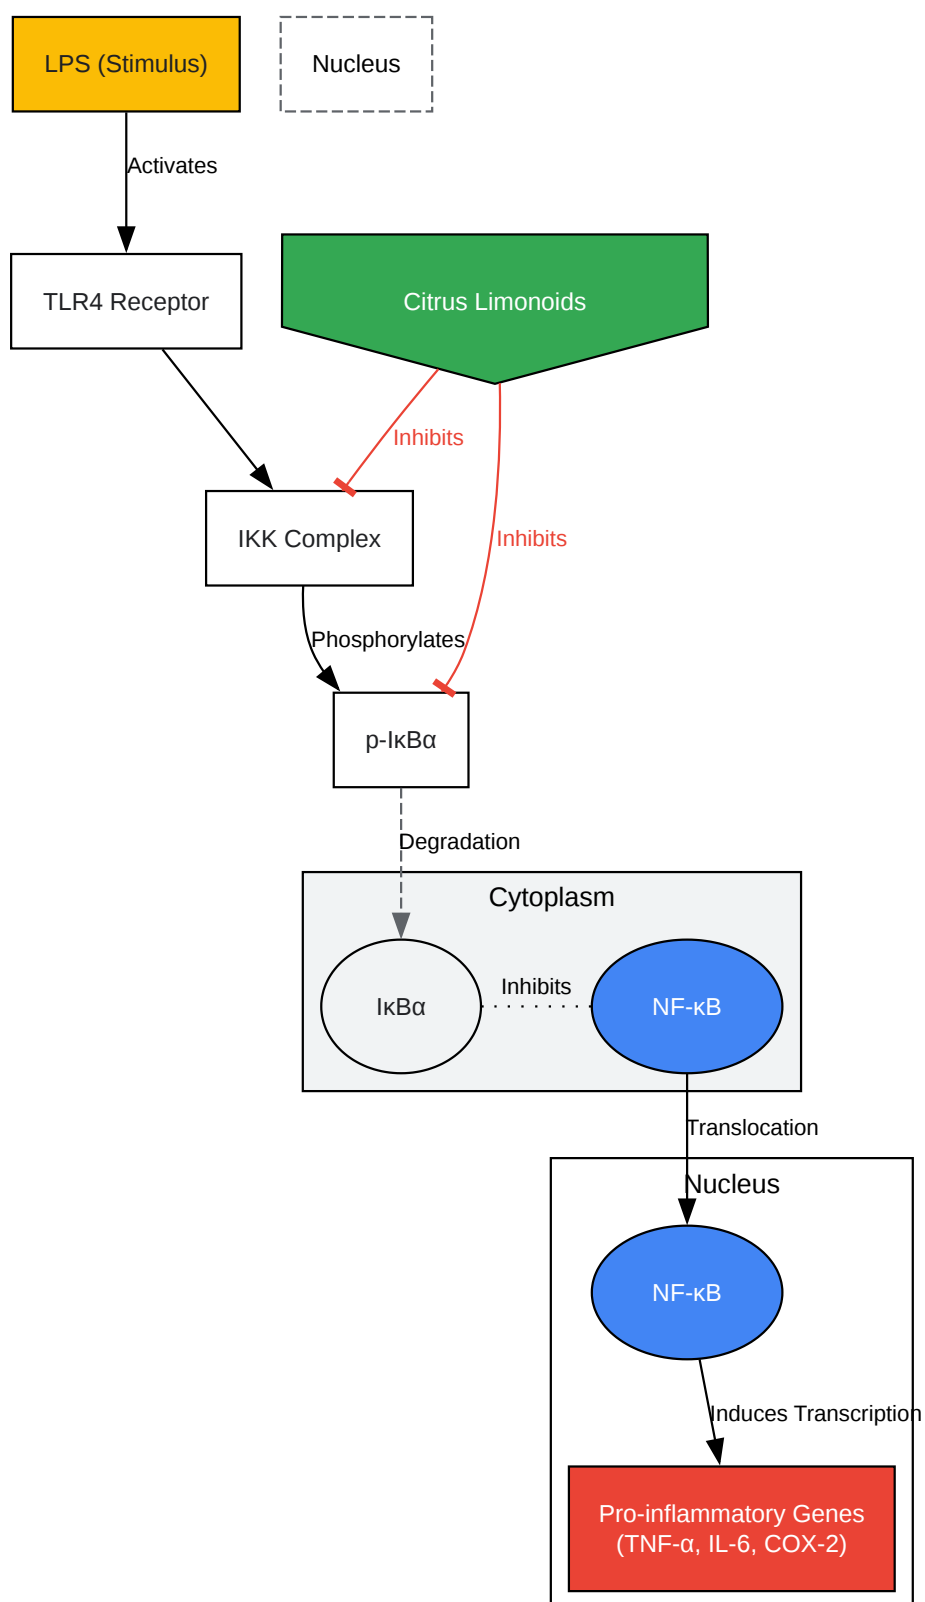 LPS (Stimulus)
Nucleus
Activates
TLR4 Receptor
Citrus Limonoids
Inhibits
IKK Complex
Inhibits
Phosphorylates
p-IκBα
Degradation
Cytoplasm
Inhibits
IκBα
NF-κB
Translocation
Nucleus
NF-κB
Induces Transcription
Pro-inflammatory Genes
(TNF-α, IL-6, COX-2)